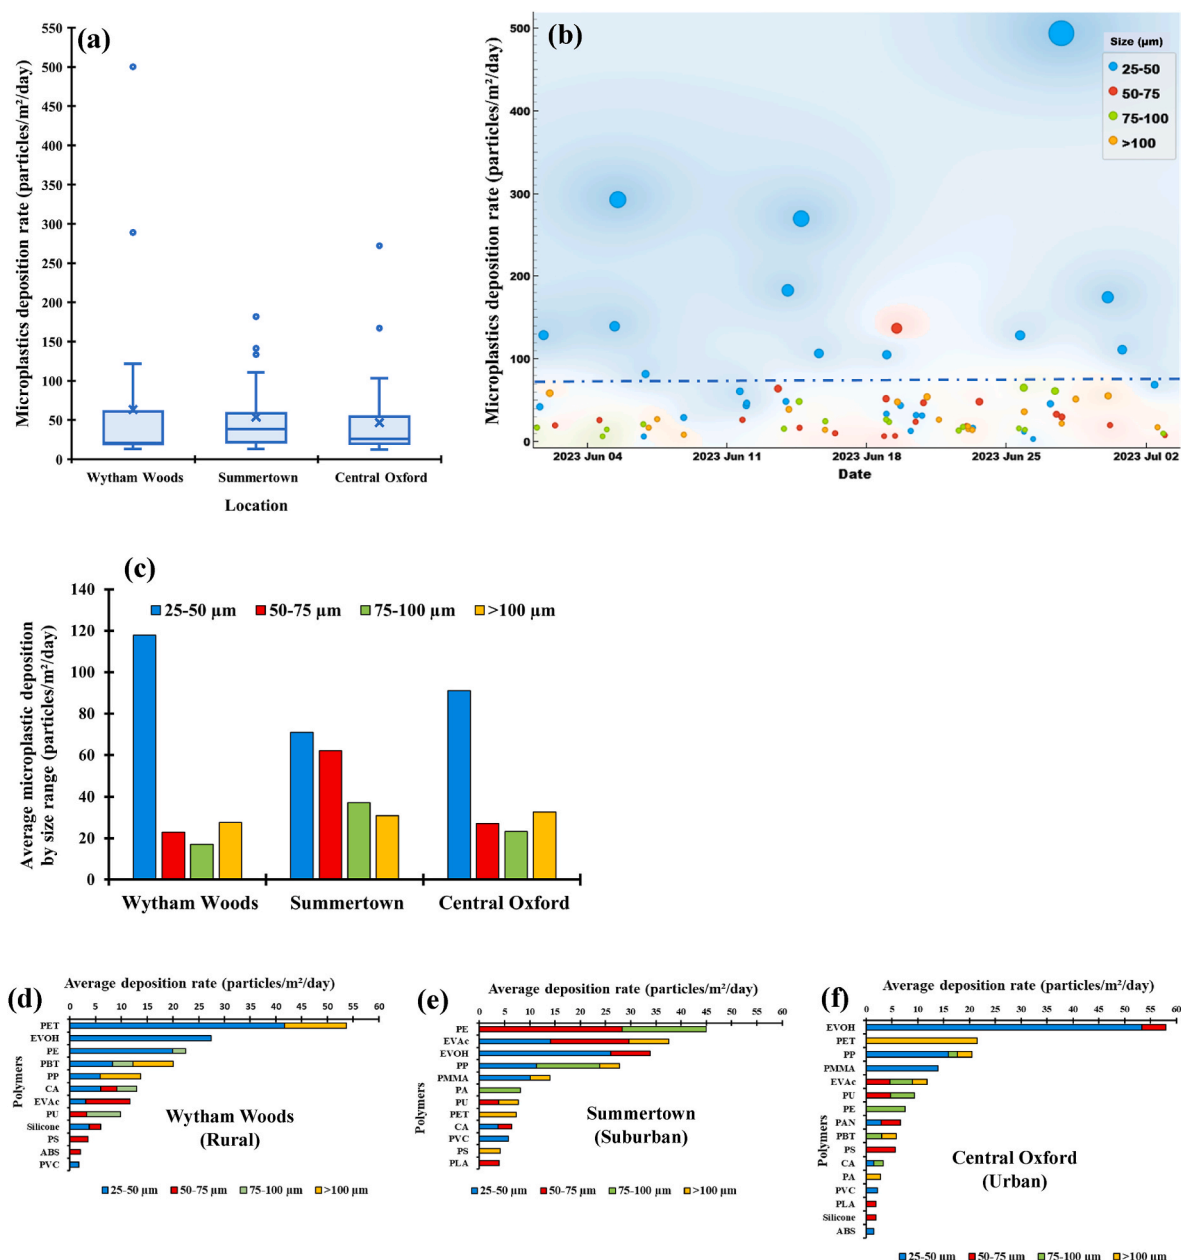 (a)
Microplastics deposition rate (particles/m²/day)
550
500
450
400
350
300
250
200
150
100
50
0
Wytham Woods Summertown Central Oxford
Location
(b)
Microplastics deposition rate (particles/m²/day)
500
400
300
200
100
0
Size (µm)
25-50
50-75
75-100
>100
2023 Jun 04 2023 Jun 11 2023 Jun 18 2023 Jun 25 2023 Jul 02
Date
(c)
Average microplastic deposition
by size range (particles/m²/day)
140
120
100
80
60
40
20
0
25-50 µm 50-75 µm 75-100 µm >100 µm
Wytham Woods Summertown Central Oxford
(d)
Average deposition rate (particles/m²/day)
0 5 10 15 20 25 30 35 40 45 50 55 60
Polymers
PET
EVOH
PE
PBT
PP
CA
EVAc
PU
Silicone
PS
ABS
PVC
Wytham Woods
(Rural)
25-50 µm 50-75 µm 75-100 µm >100 µm
(e)
Average deposition rate (particles/m²/day)
0 5 10 15 20 25 30 35 40 45 50 55 60
Polymers
PE
EVAc
EVOH
PP
PMMA
PA
PU
PET
CA
PVC
PS
PLA
Summertown
(Suburban)
25-50 µm 50-75 µm 75-100 µm >100 µm
(f)
Average deposition rate (particles/m²/day)
0 5 10 15 20 25 30 35 40 45 50 55 60
Polymers
EVOH
PET
PP
PMMA
EVAc
PU
PE
PAN
PBT
PS
CA
PA
PVC
PLA
Silicone
ABS
Central Oxford
(Urban)
25-50 µm 50-75 µm 75-100 µm >100 µm